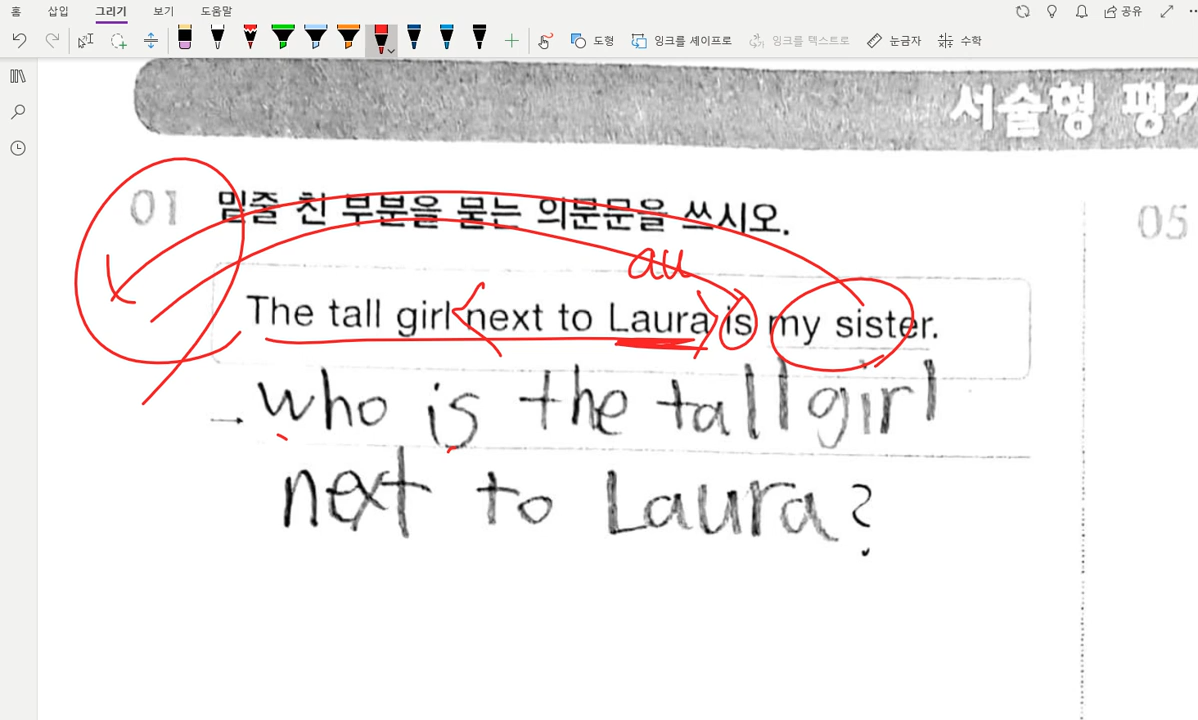 홈 삽입 그리기 보기 도움말 공유
도형 잉크를 셰이프로 잉크를 텍스트로 눈금자 수학
서술형 평가
01 밑줄 친 부분을 묻는 의문문을 쓰시오. 05
au
The tall girl next to Laura is my sister.
→ who is the tall girl
next to Laura?